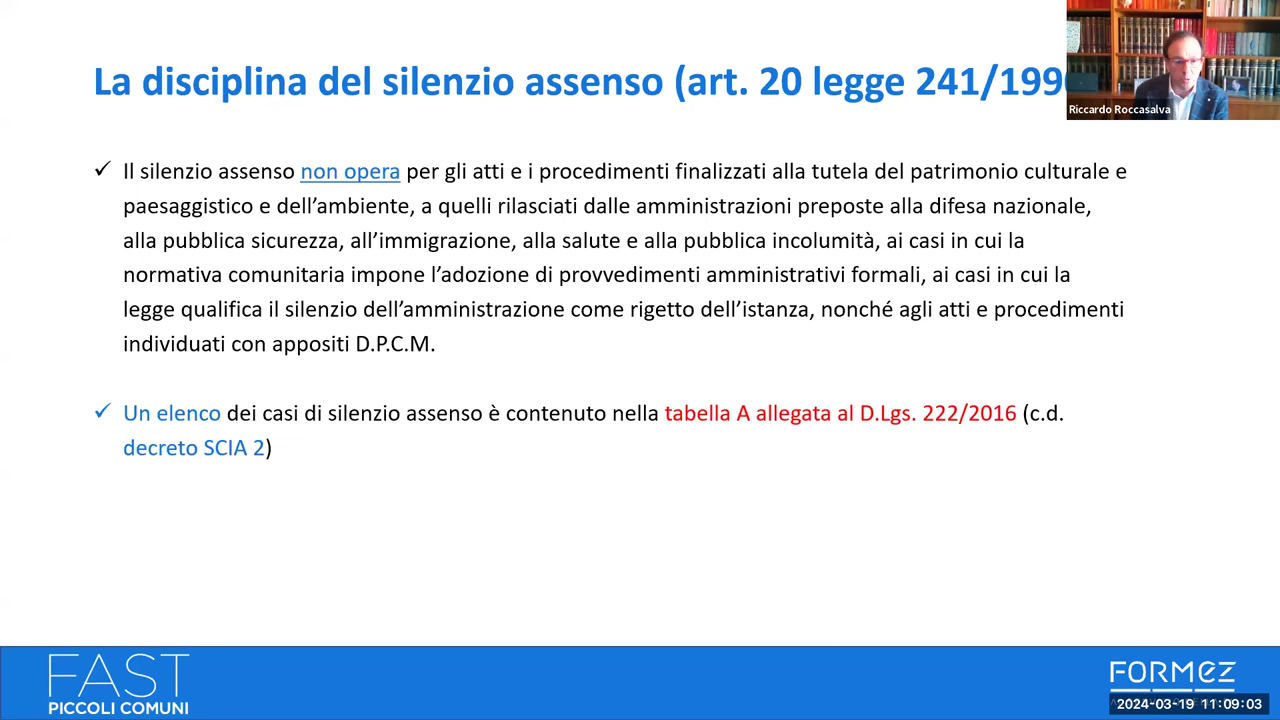 La disciplina del silenzio assenso (art. 20 legge 241/199
Riccardo Roccasalva
✓ Il silenzio assenso non opera per gli atti e i procedimenti finalizzati alla tutela del patrimonio culturale e
paesaggistico e dell’ambiente, a quelli rilasciati dalle amministrazioni preposte alla difesa nazionale,
alla pubblica sicurezza, all’immigrazione, alla salute e alla pubblica incolumità, ai casi in cui la
normativa comunitaria impone l’adozione di provvedimenti amministrativi formali, ai casi in cui la
legge qualifica il silenzio dell’amministrazione come rigetto dell’istanza, nonché agli atti e procedimenti
individuati con appositi D.P.C.M.
✓ Un elenco dei casi di silenzio assenso è contenuto nella tabella A allegata al D.Lgs. 222/2016 (c.d.
decreto SCIA 2)
FAST
PICCOLI COMUNI
FORMEZ
2024-03-19 11:09:03